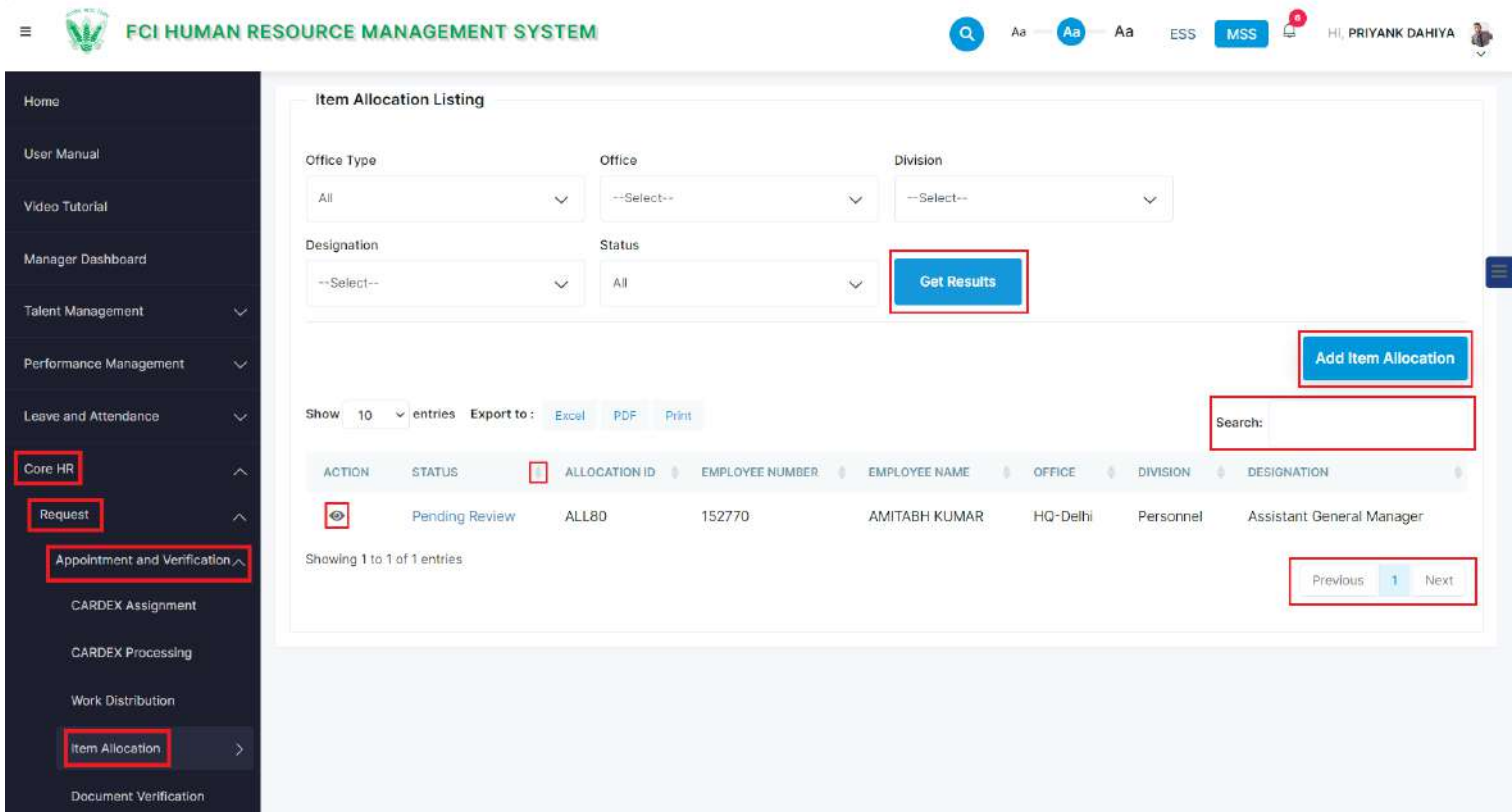 FCI HUMAN RESOURCE MANAGEMENT SYSTEM
Aa Aa Aa ESS MSS 6 HI, PRIYANK DAHIYA
Home
User Manual
Video Tutorial
Manager Dashboard
Talent Management
Performance Management
Leave and Attendance
Core HR
Request
Appointment and Verification
CARDEX Assignment
CARDEX Processing
Work Distribution
Item Allocation
Document Verification
Item Allocation Listing
Office Type Office Division
All --Select-- --Select--
Designation Status
--Select-- All Get Results
Add Item Allocation
Show 10 entries Export to : Excel PDF Print Search:
ACTION STATUS ALLOCATION ID EMPLOYEE NUMBER EMPLOYEE NAME OFFICE DIVISION DESIGNATION
Pending Review ALL80 152770 AMITABH KUMAR HQ-Delhi Personnel Assistant General Manager
Showing 1 to 1 of 1 entries
Previous 1 Next